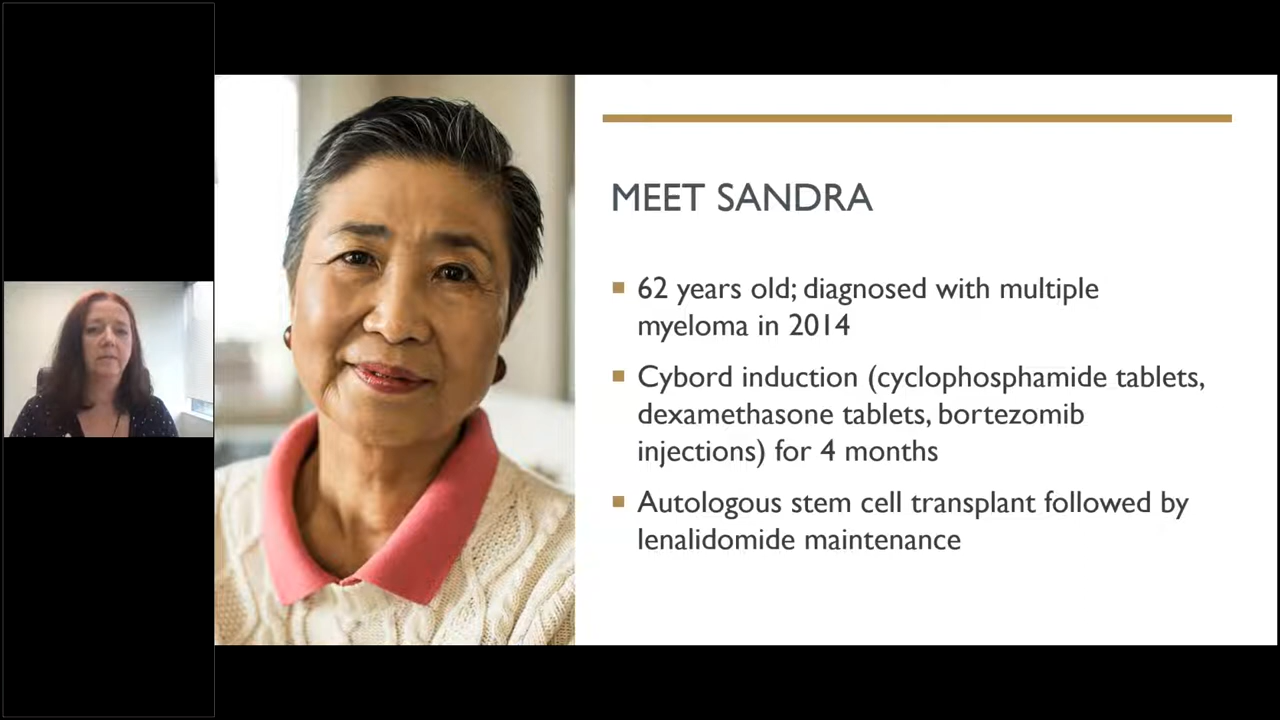 MEET SANDRA
62 years old; diagnosed with multiple
myeloma in 2014
Cybord induction (cyclophosphamide tablets,
dexamethasone tablets, bortezomib
injections) for 4 months
Autologous stem cell transplant followed by
lenalidomide maintenance